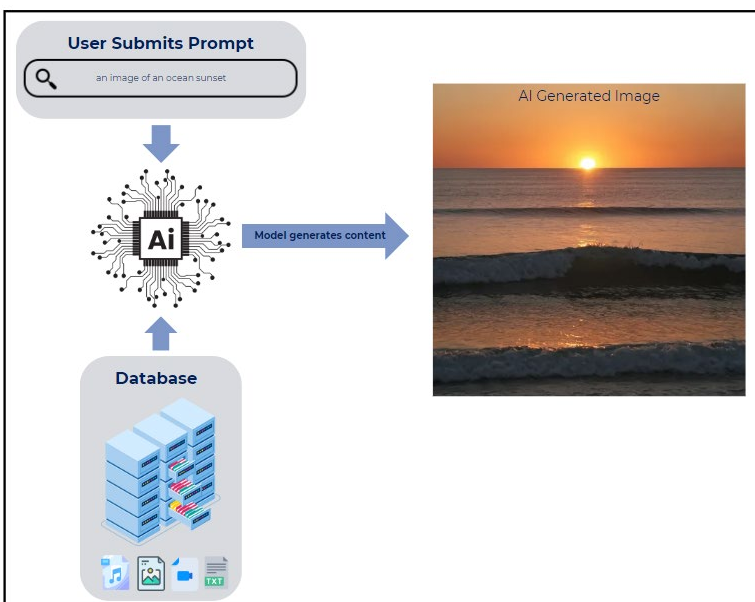 User Submits Prompt
an image of an ocean sunset
AI Generated Image
Ai
Model generates content
Database
TXT